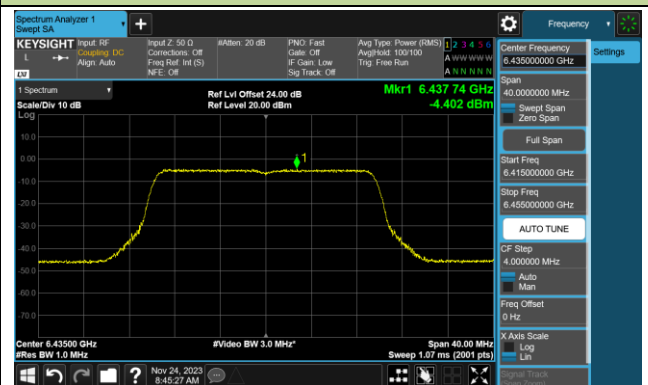 Spectrum Analyzer 1
Swept SA
Frequency
KEYSIGHT
L
Input: RF
Coupling: DC
Align: Auto
Input Z: 50 Ω
Corrections: Off
Freq Ref: Int (S)
NFE: Off
#Atten: 20 dB
PNO: Fast
Gate: Off
IF Gain: Low
Sig Track: Off
Avg Type: Power (RMS)
Avg|Hold: 100/100
Trig: Free Run
1 2 3 4 5 6
A W W W W W
A N N N N N
LXI
1 Spectrum
Scale/Div 10 dB
Log
Ref Lvl Offset 24.00 dB
Ref Level 20.00 dBm
Mkr1 6.437 74 GHz
-4.402 dBm
1
10.0
0.00
-10.0
-20.0
-30.0
-40.0
-50.0
-60.0
-70.0
Center 6.43500 GHz
#Res BW 1.0 MHz
#Video BW 3.0 MHz*
Span 40.00 MHz
Sweep 1.07 ms (2001 pts)
Nov 24, 2023
8:45:27 AM
Center Frequency
6.435000000 GHz
Span
40.0000000 MHz
Swept Span
Zero Span
Full Span
Start Freq
6.415000000 GHz
Stop Freq
6.455000000 GHz
AUTO TUNE
CF Step
4.000000 MHz
Auto
Man
Freq Offset
0 Hz
X Axis Scale
Log
Lin
Signal Track
Settings